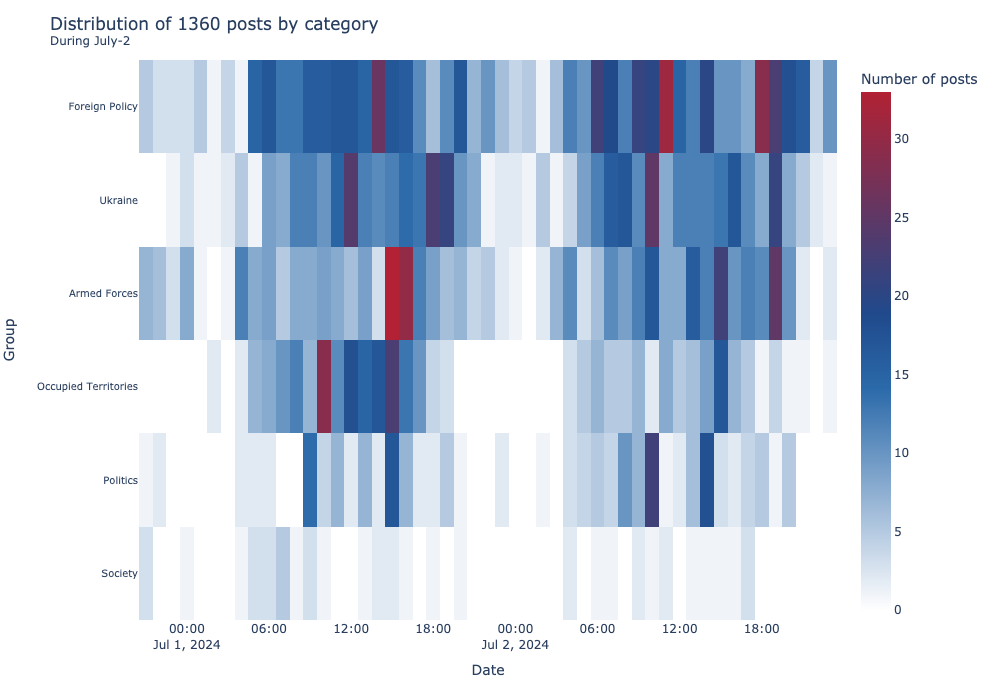 Distribution of 1360 posts by category
During July-2
Number of posts
Foreign Policy
Ukraine
Armed Forces
Occupied Territories
Politics
Society
Group
30
25
20
15
10
5
0
00:00
Jul 1, 2024
06:00
12:00
18:00
00:00
Jul 2, 2024
06:00
12:00
18:00
Date